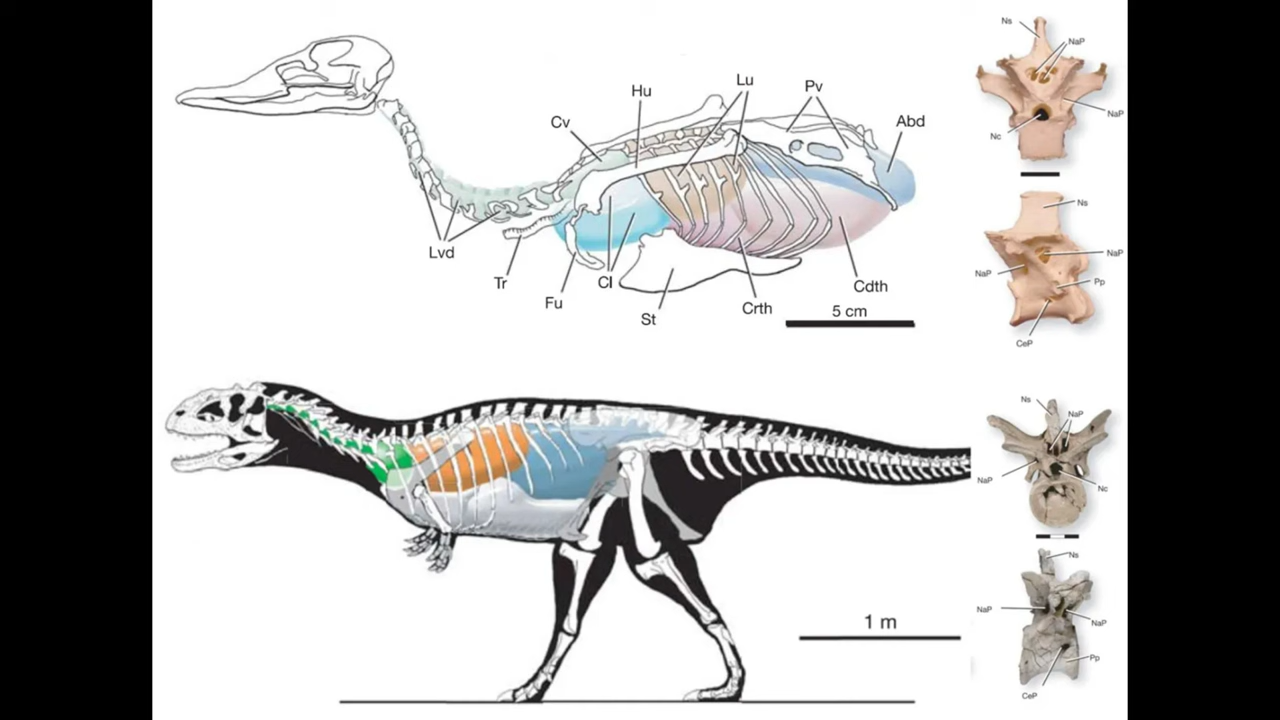 Cv
Hu
Lu
Pv
Abd
Lvd
Tr
Fu
Cl
St
Crth
Cdth
5 cm
Ns
NaP
NaP
Nc
Ns
NaP
NaP
Pp
CeP
1 m
Ns
NaP
NaP
Nc
Ns
NaP
NaP
Pp
CeP